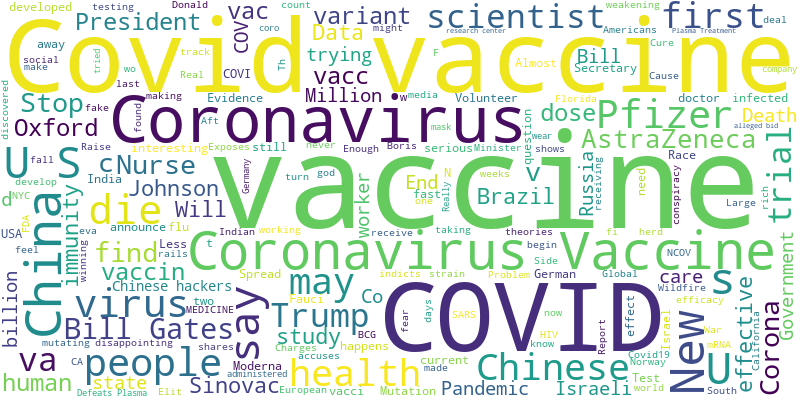 developed testing Donald vac variant scientist first count weakening deal
President COV Data might Americans
Covid vaccine
away social make track Real tried wo coro COVI Th trying F Almost research center Bill Secretary Cure Cause Plasma Treatment company
discovered Stop last fake making Aft found vacc Million w Evidence media Volunteer Florida doctor infected
Coronavirus dose Pfizer Death
Oxford Raise interesting Exposes still never Enough mask Boris serious Minister wear question shows AstraZeneca alleged bid
U S cNurse vaccine v Russia Race trial
d NYC fall develop India Johnson Germany turn god fast Really N one weeks End Brazil receiving need conspiracy Large rich
China immunity die Will worker
USA FDA eva announce flu Less Indian working receive taking theories begin fi herd
feel winning find t rails Coronavirus Vaccine Government
vaccin Spread indicts strain Problem Side German NCOV Global
billion virus Chinese hackers two MEDICINE Fauci may Co SARS days now HIV know effect care s Wildfire Corona
say COVID New efficacy War mRNA effective California
mutating disappointing Bill Gates shares Trump BCG fear Report Covid19 Israel
va people Moderna Charges study happens accuses current Chinese Norway U
human CA state administered health made Test world South
Sinovac Defeats Plasma Elit European vacci Mutation Pandemic Israeli